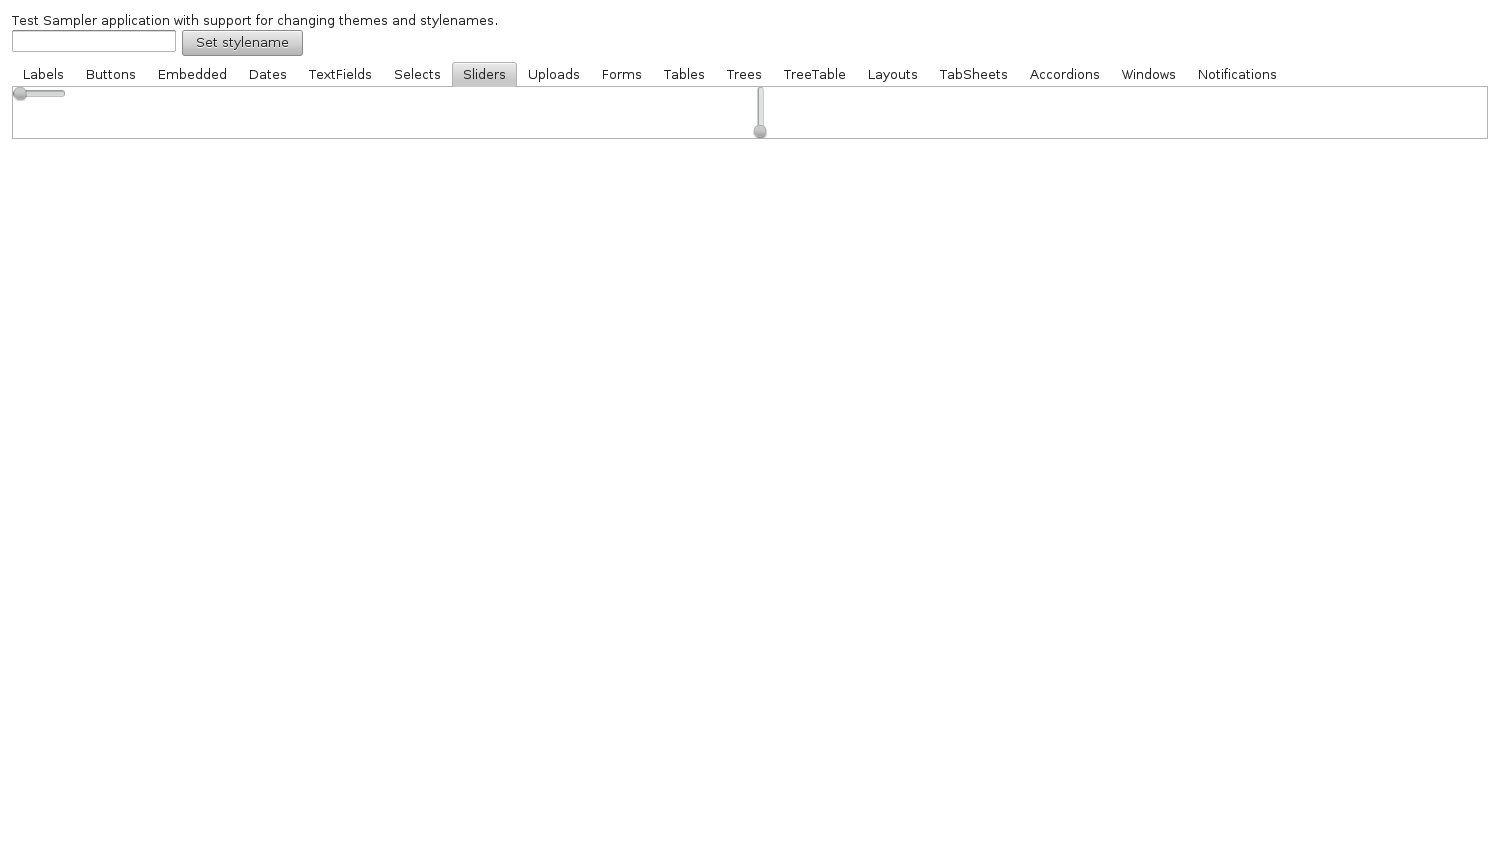 Test Sampler application with support for changing themes and stylenames.
Set stylename
Labels Buttons Embedded Dates TextFields Selects Sliders Uploads Forms Tables Trees TreeTable Layouts TabSheets Accordions Windows Notifications